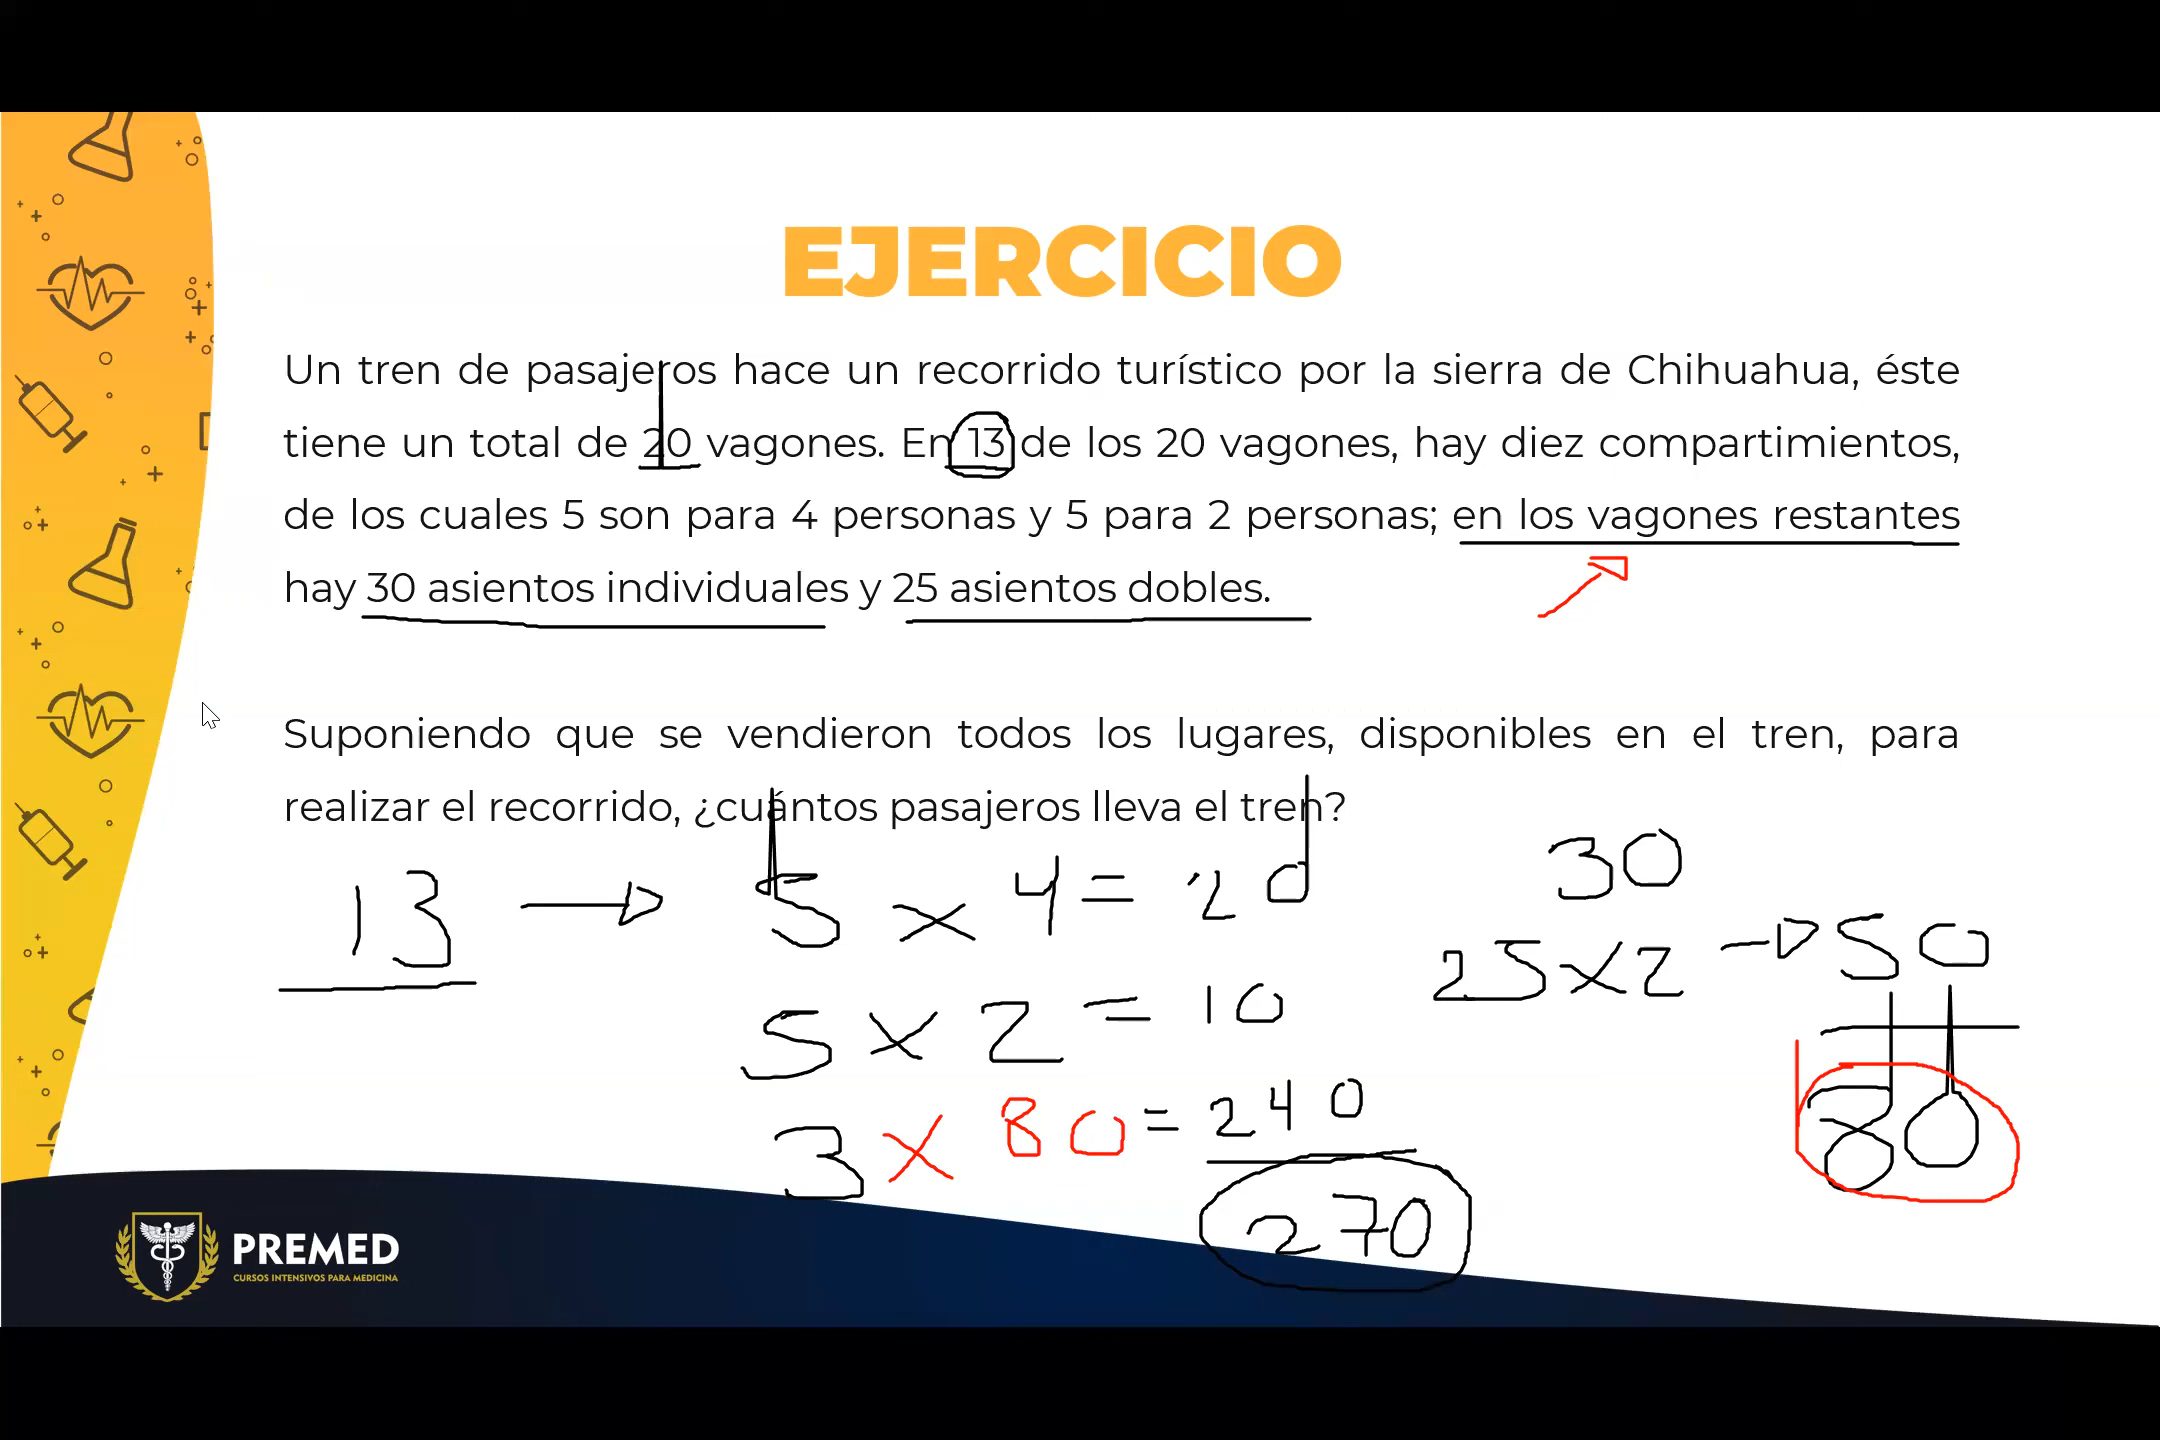 EJERCICIO
Un tren de pasajeros hace un recorrido turístico por la sierra de Chihuahua, éste
tiene un total de 20 vagones. En 13 de los 20 vagones, hay diez compartimientos,
de los cuales 5 son para 4 personas y 5 para 2 personas; en los vagones restantes
hay 30 asientos individuales y 25 asientos dobles.
Suponiendo que se vendieron todos los lugares, disponibles en el tren, para
realizar el recorrido, ¿cuántos pasajeros lleva el tren?
13 → 5 x 4 = 20
30
25x2 → 50
5 x 2 = 10
80
3 x 80 = 240
270
PREMED
CURSOS INTENSIVOS PARA MEDICINA